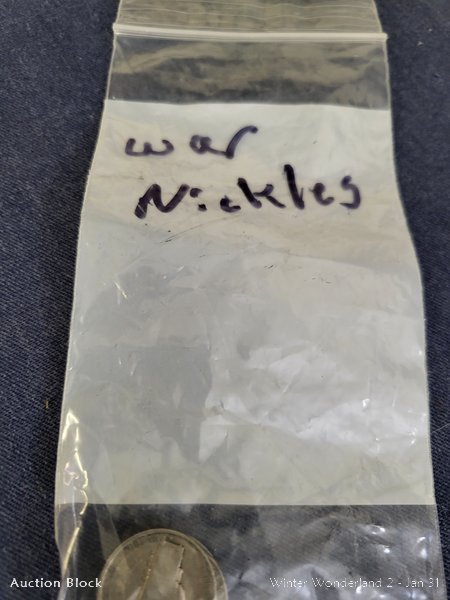 war
Nickles
Auction Block
Winter Wonderland 2 - Jan 31